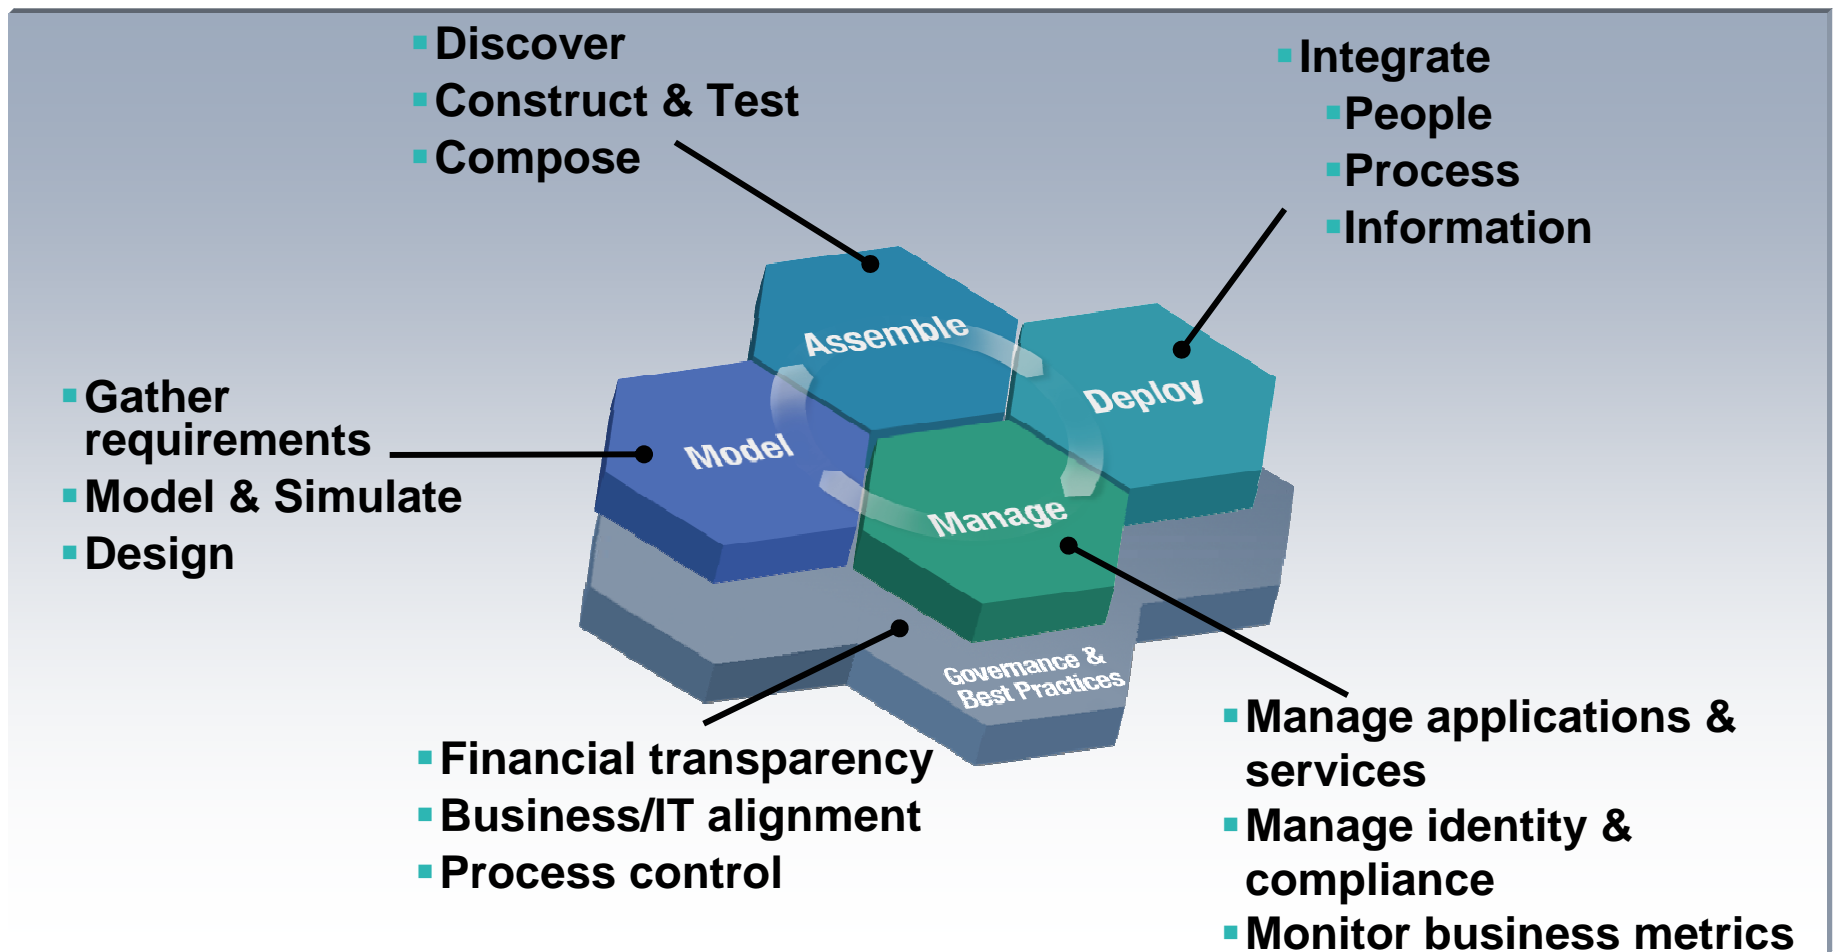 Discover
Construct & Test
Compose
Integrate
People
Process
Information
Assemble
Deploy
Gather
requirements
Model & Simulate
Design
Model
Manage
Governance &
Best Practices
Financial transparency
Business/IT alignment
Process control
Manage applications &
services
Manage identity &
compliance
Monitor business metrics